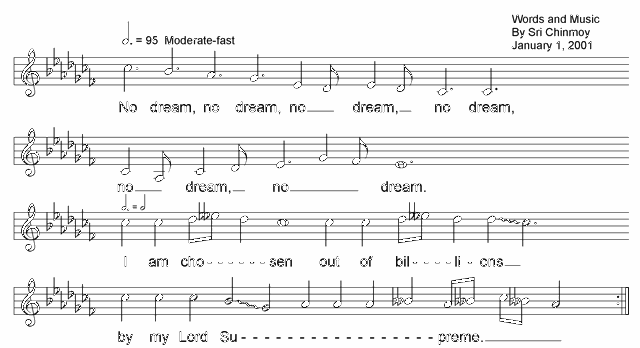 Words and Music
By Sri Chinmoy
January 1, 2001
= 95 Moderate-fast
No dream, no dream, no dream, no dream,
no dream, no dream.
=
I am cho - - - - - - sen out of bil - - - - li - ons
by my Lord Su - - - - - - - - - - - - - - - - - preme.